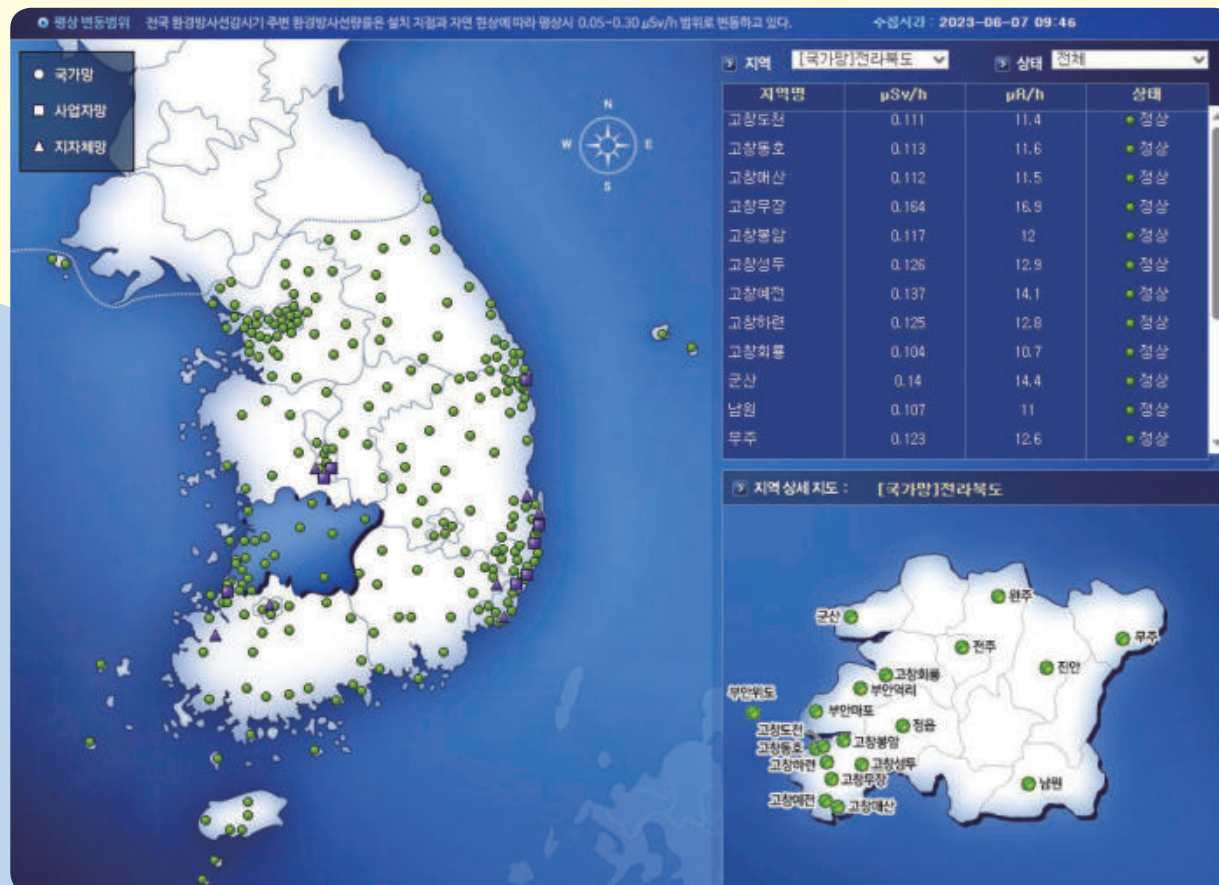 평상 변동범위 전국 환경방사선감시기 주변 환경방사선량률은 설치 지점과 자연 현상에 따라 평상시 0.05~0.30 μSv/h 범위로 변동하고 있다. 수집시간 : 2023-06-07 09:46
국가망
사업자망
지자체망
N
W E
S
지역 [국가망]전라북도 상태 전체
지역명 μSv/h μR/h 상태
고창도천 0.111 11.4 정상
고창동호 0.113 11.6 정상
고창매산 0.112 11.5 정상
고창무장 0.164 16.9 정상
고창봉암 0.117 12 정상
고창성두 0.126 12.9 정상
고창예전 0.137 14.1 정상
고창하련 0.125 12.8 정상
고창회룡 0.104 10.7 정상
군산 0.14 14.4 정상
남원 0.107 11 정상
무주 0.123 12.6 정상
지역 상세 지도 : [국가망]전라북도
완주
군산
무주
전주
진안
고창회룡
부안역리
부안위도
부안마포
정읍
고창도천
고창봉암
고창동호
고창하련
고창성두
고창무장
남원
고창예전
고창매산